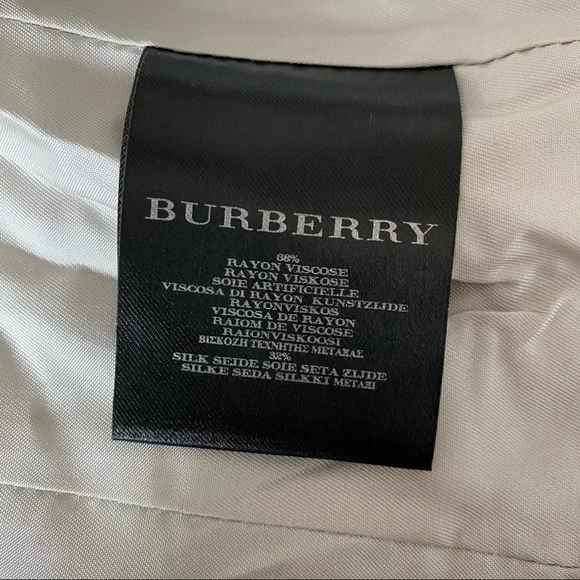 BURBERRY
68%
RAYON VISCOSE
RAYON VISKOSE
SOIE ARTIFICIELLE
VISCOSA DI RAYON KUNSTZIJDE
RAYONVISKOS
VISCOSA DE RAYON
RAIOM DE VISCOSE
RAIONVISKOOSI
ΒΙΣΚΟΖΗ ΤΕΧΝΗΤΗΣ ΜΕΤΑΞΑΣ
32%
SILK SEIDE SOIE SETA ZIJDE
SILKE SEDA SILKKI ΜΕΤΑΞΙ